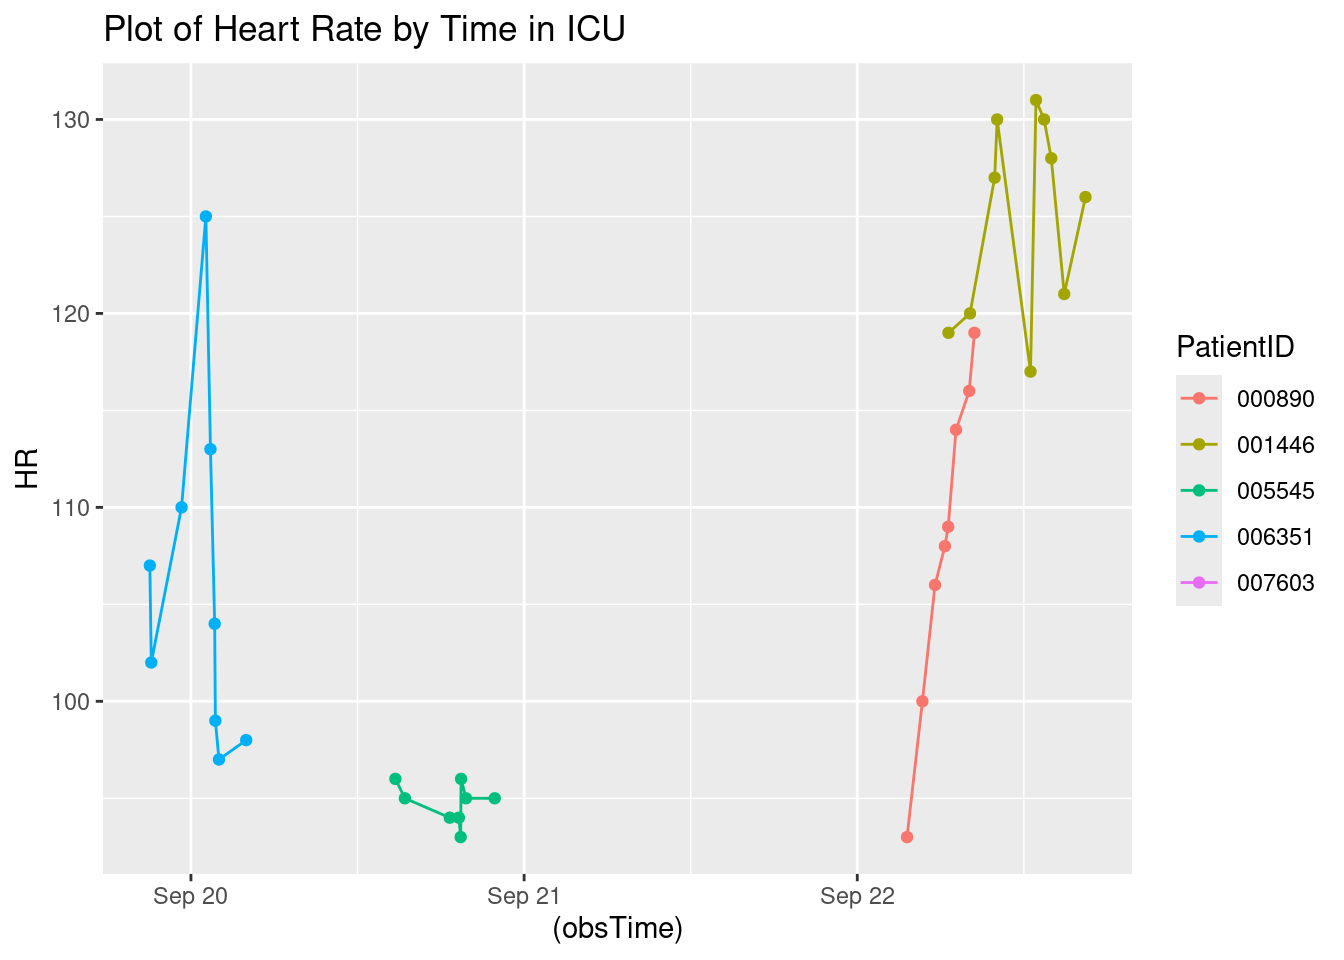 Plot of Heart Rate by Time in ICU
130
120
110
100
HR
Sep 20
Sep 21
Sep 22
(obsTime)
PatientID
000890
001446
005545
006351
007603